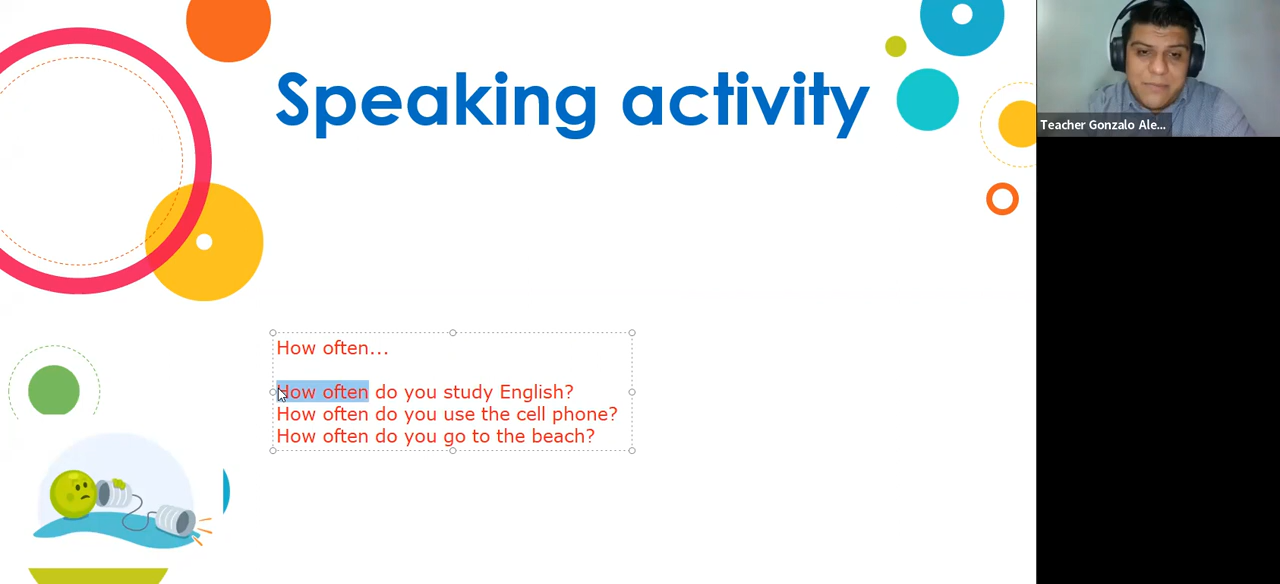 Speaking activity
Teacher Gonzalo Ale...
How often...
How often do you study English?
How often do you use the cell phone?
How often do you go to the beach?